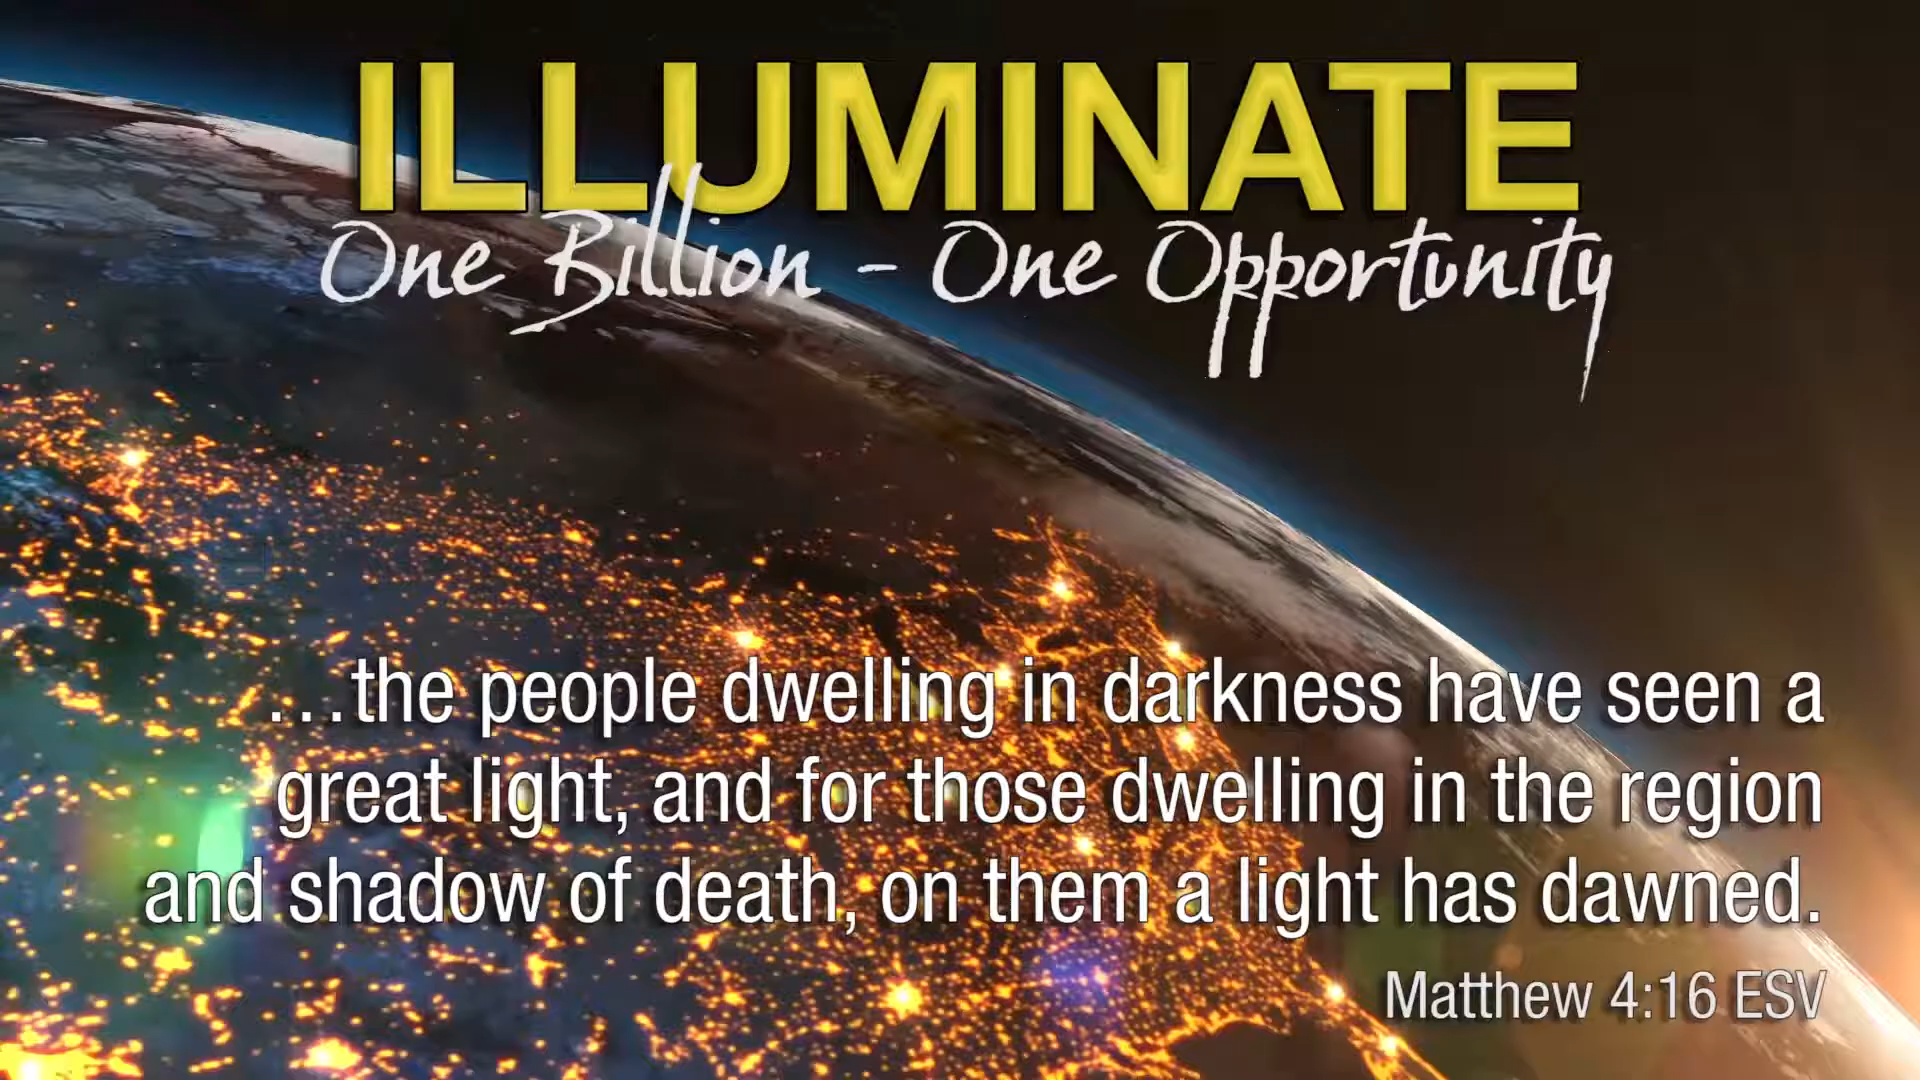 ILLUMINATE
One Billion - One Opportunity
...the people dwelling in darkness have seen a
great light, and for those dwelling in the region
and shadow of death, on them a light has dawned.
Matthew 4:16 ESV